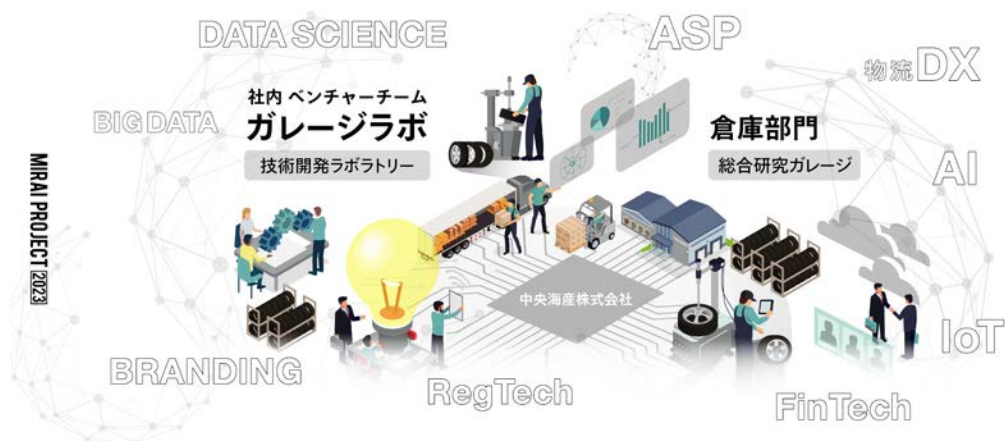 DATA SCIENCE
ASP
物流DX
社内 ベンチャーチーム
ガレージラボ
技術開発ラボラトリー
BIG DATA
倉庫部門
総合研究ガレージ
AI
MIRAI PROJECT 2023
中央海産株式会社
IoT
BRANDING
RegTech
FinTech